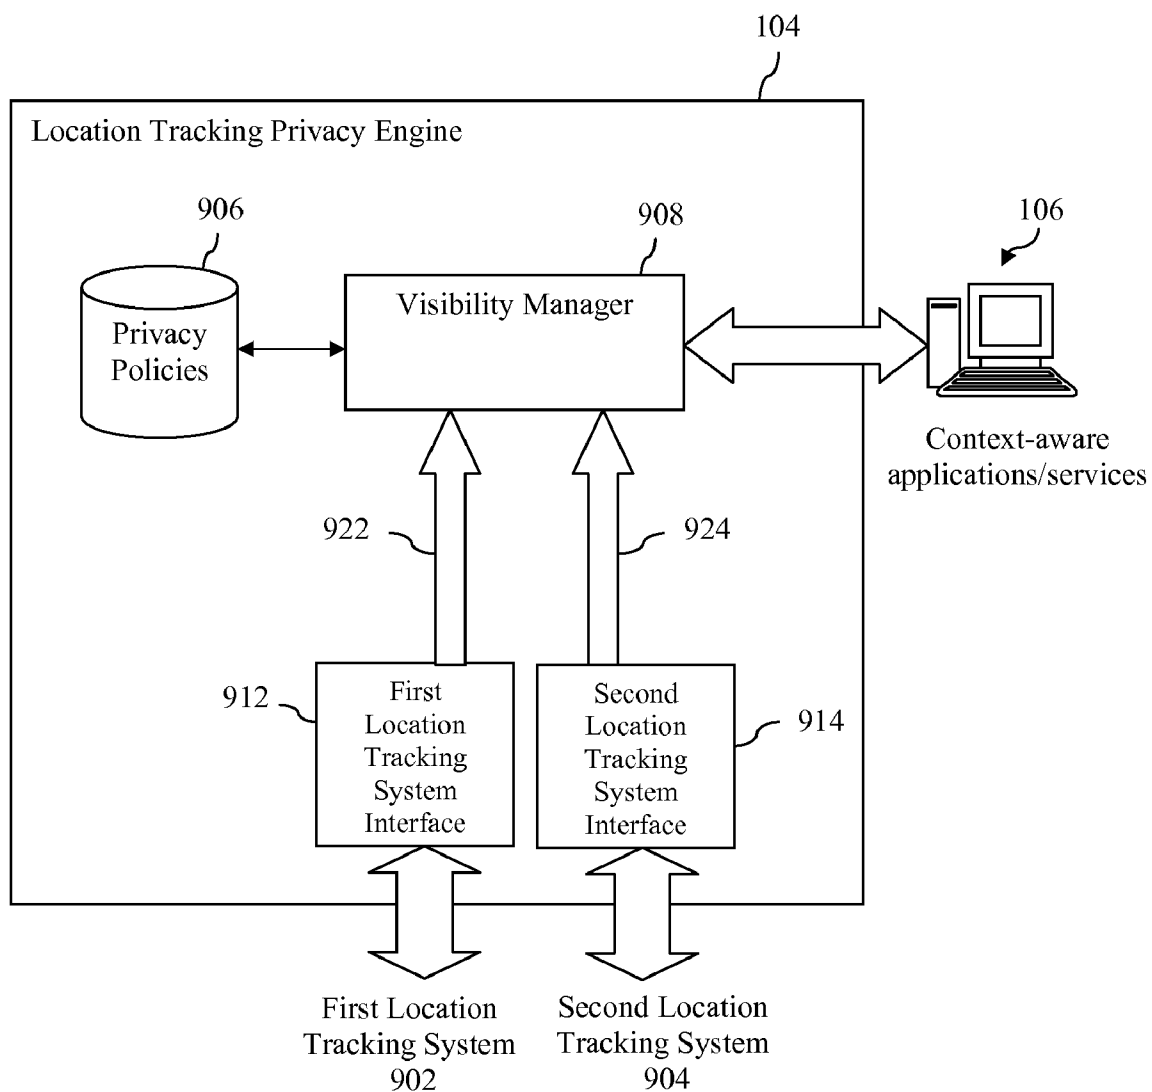 104
Location Tracking Privacy Engine
906
908
106
Visibility Manager
Privacy
Policies
Context-aware
applications/services
922
924
912
First
Location
Tracking
System
Interface
Second
Location
Tracking
System
Interface
914
First Location
Tracking System
902
Second Location
Tracking System
904